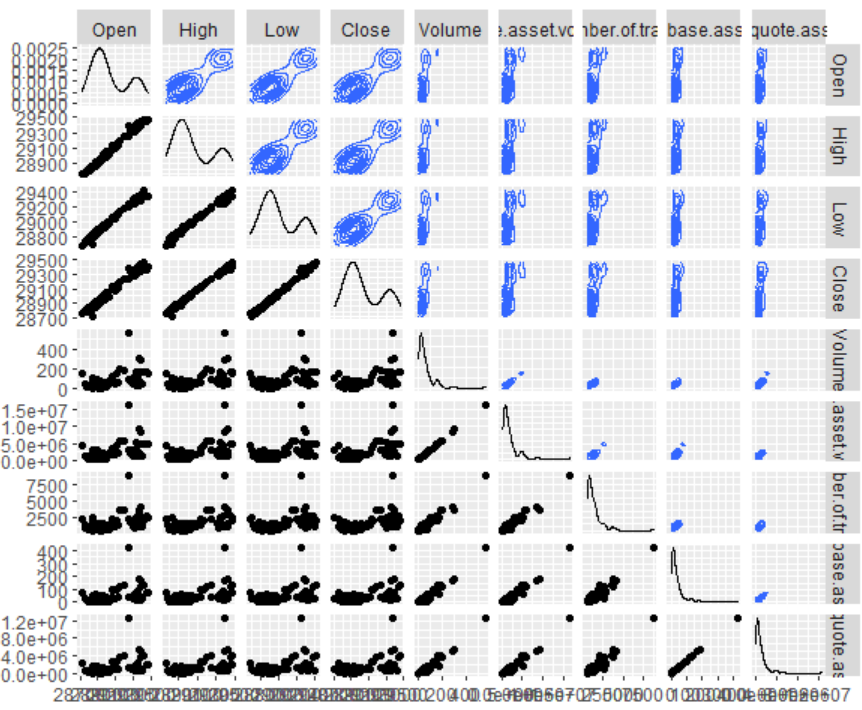 Open High Low Close Volume e.asset.vo nber.of.tra base.ass quote.ass
0.0025
0.0020
0.0015
0.0010
0.0005
0.0000
Open
29500
29300
29100
28900
High
29400
29200
29000
28800
Low
29500
29300
29100
28900
28700
Close
400
200
0
Volume
1.5e+07
1.0e+07
5.0e+06
0.0e+00
.asset.v
7500
5000
2500
ber.of.tr
400
300
200
100
0
base.as
1.2e+07
8.0e+06
4.0e+06
0.0e+00
quote.as
0 200 400